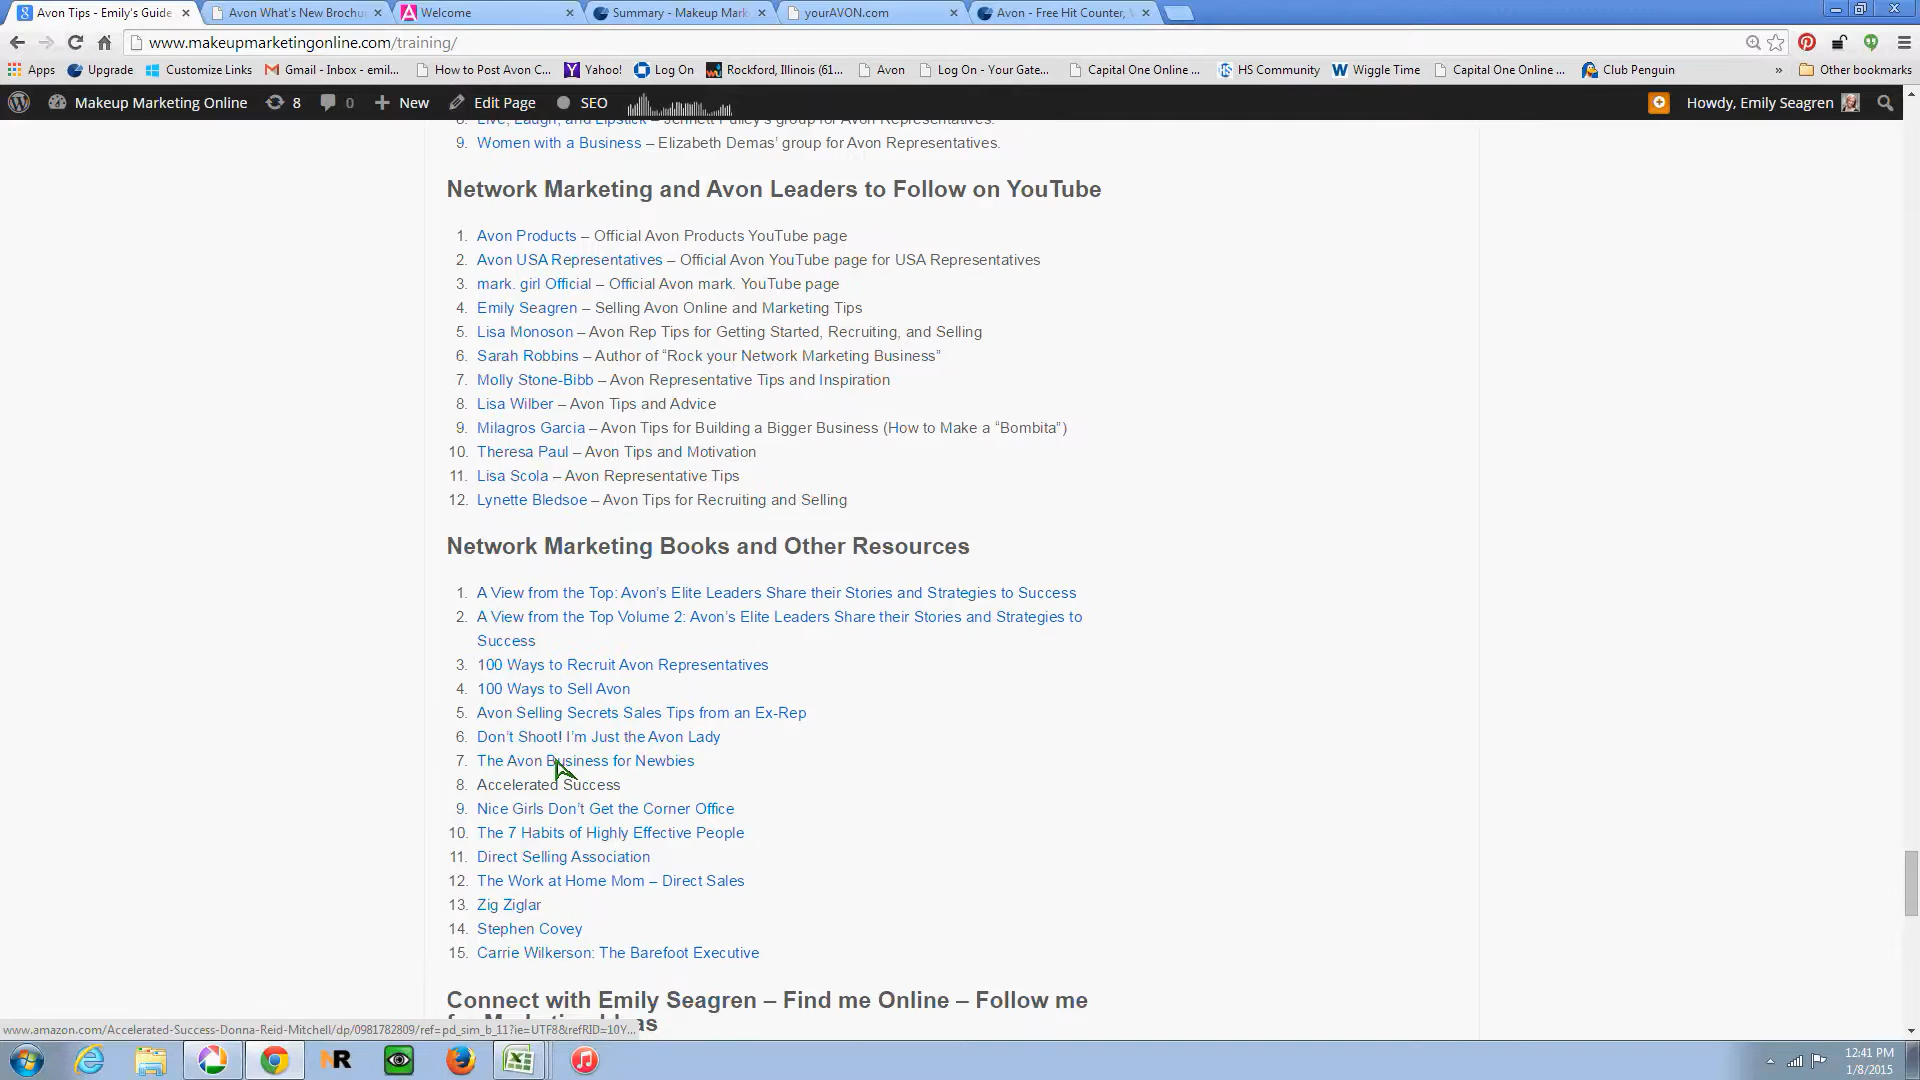 Avon Tips - Emily's Guide
Avon What's New Brochu
Welcome
Summary - Makeup Mark
yourAVON.com
Avon - Free Hit Counter,
www.makeupmarketingonline.com/training/
Apps
Upgrade
Customize Links
Gmail - Inbox - emil...
How to Post Avon C...
Yahoo!
Log On
Rockford, Illinois (61...
Avon
Log On - Your Gate...
Capital One Online ...
HS Community
Wiggle Time
Capital One Online ...
Club Penguin
»
Other bookmarks
Makeup Marketing Online
8
0
New
Edit Page
SEO
Howdy, Emily Seagren
8. Live, Laugh, and Lipstick – Jennett Pulley's group for Avon Representatives.
9. Women with a Business – Elizabeth Demas' group for Avon Representatives.
Network Marketing and Avon Leaders to Follow on YouTube
1. Avon Products – Official Avon Products YouTube page
2. Avon USA Representatives – Official Avon YouTube page for USA Representatives
3. mark. girl Official – Official Avon mark. YouTube page
4. Emily Seagren – Selling Avon Online and Marketing Tips
5. Lisa Monoson – Avon Rep Tips for Getting Started, Recruiting, and Selling
6. Sarah Robbins – Author of “Rock your Network Marketing Business”
7. Molly Stone-Bibb – Avon Representative Tips and Inspiration
8. Lisa Wilber – Avon Tips and Advice
9. Milagros Garcia – Avon Tips for Building a Bigger Business (How to Make a “Bombita”)
10. Theresa Paul – Avon Tips and Motivation
11. Lisa Scola – Avon Representative Tips
12. Lynette Bledsoe – Avon Tips for Recruiting and Selling
Network Marketing Books and Other Resources
1. A View from the Top: Avon’s Elite Leaders Share their Stories and Strategies to Success
2. A View from the Top Volume 2: Avon’s Elite Leaders Share their Stories and Strategies to
Success
3. 100 Ways to Recruit Avon Representatives
4. 100 Ways to Sell Avon
5. Avon Selling Secrets Sales Tips from an Ex-Rep
6. Don’t Shoot! I’m Just the Avon Lady
7. The Avon Business for Newbies
8. Accelerated Success
9. Nice Girls Don’t Get the Corner Office
10. The 7 Habits of Highly Effective People
11. Direct Selling Association
12. The Work at Home Mom – Direct Sales
13. Zig Ziglar
14. Stephen Covey
15. Carrie Wilkerson: The Barefoot Executive
Connect with Emily Seagren – Find me Online – Follow me
for Marketing Ideas
www.amazon.com/Accelerated-Success-Donna-Reid-Mitchell/dp/0981782809/ref=pd_sim_b_11?ie=UTF8&refRID=10Y...
NR
12:41 PM
1/8/2015